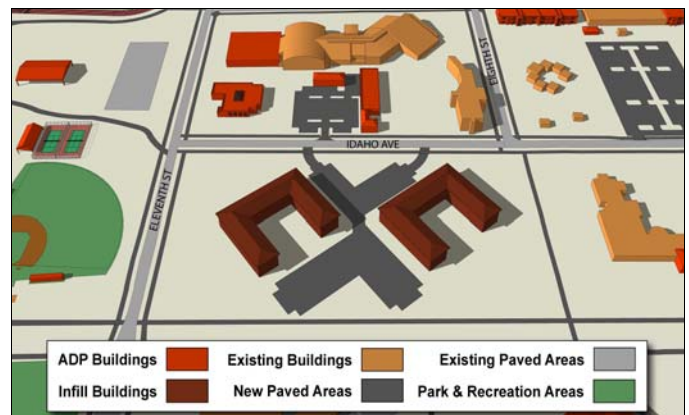 EIGHTH ST
IDAHO AVE
ELEVENTH ST
ADP Buildings
Existing Buildings
Existing Paved Areas
Infill Buildings
New Paved Areas
Park & Recreation Areas